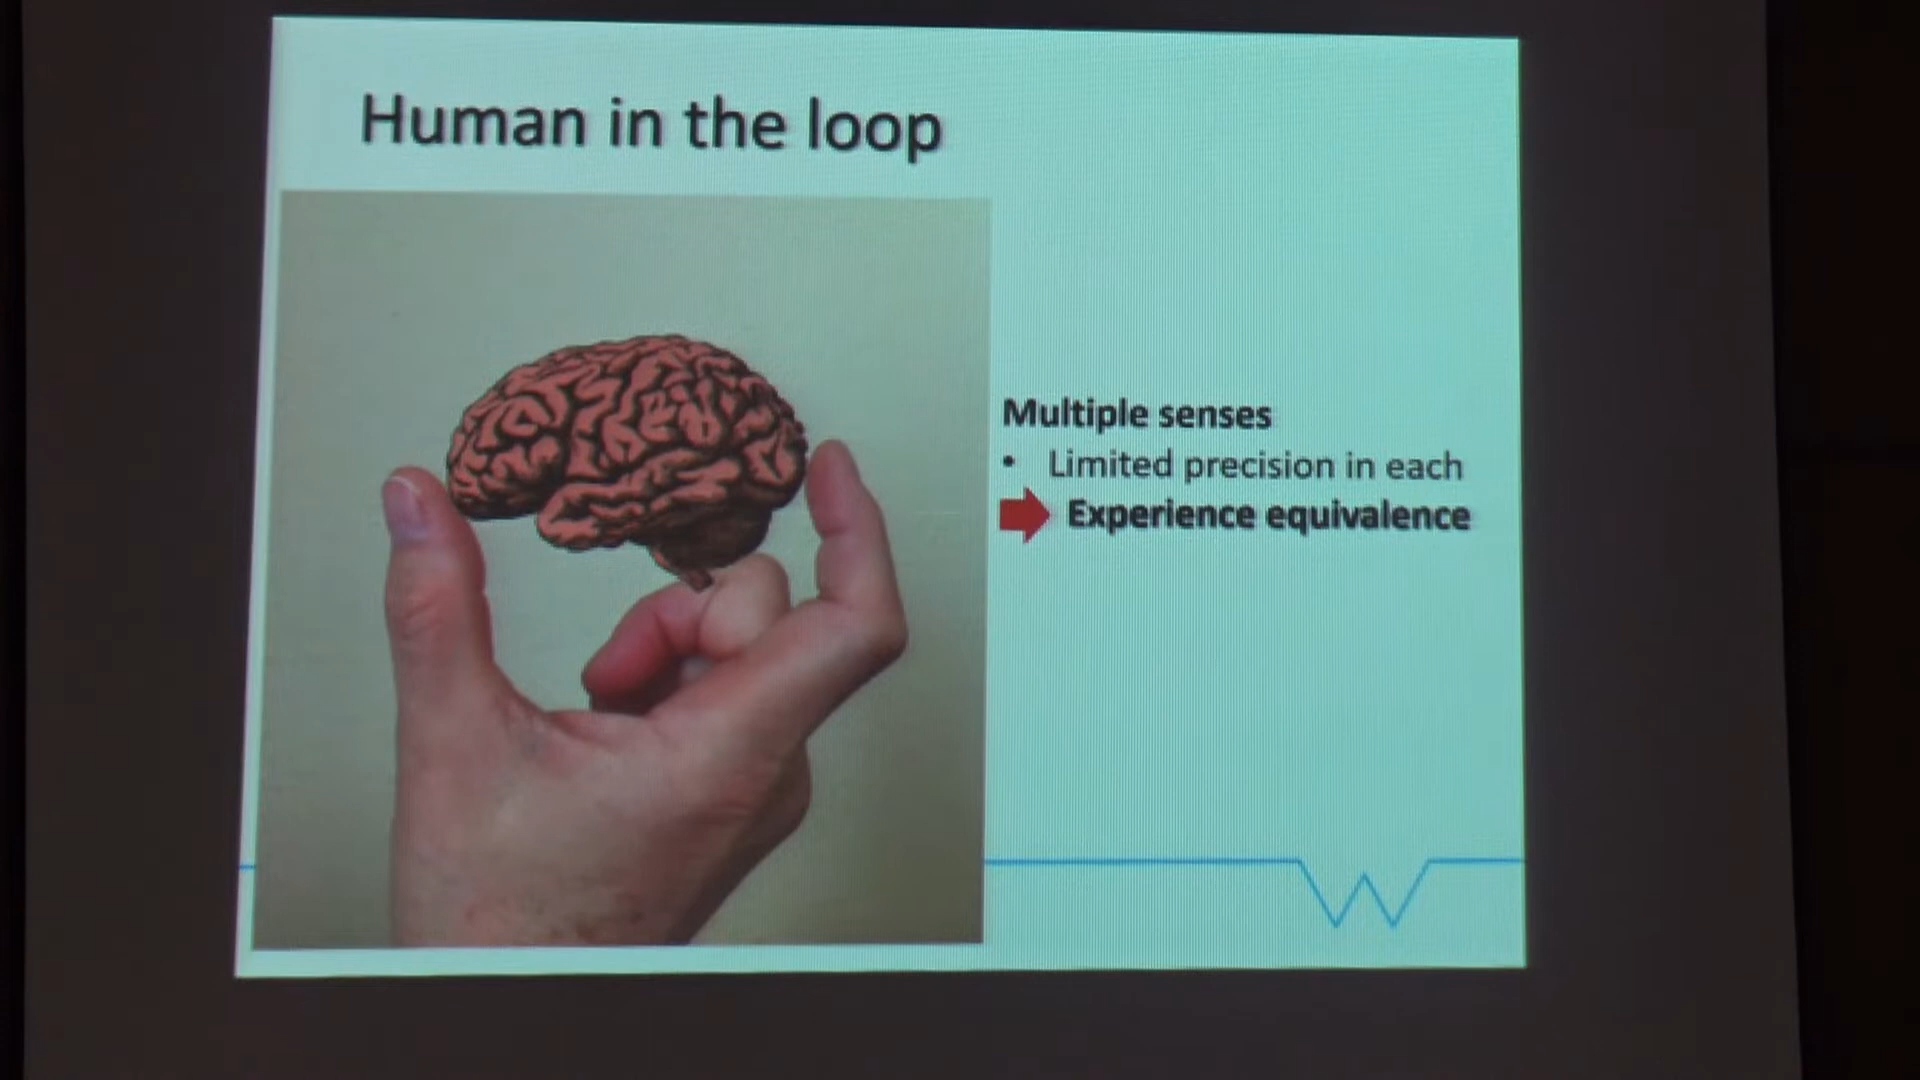 Human in the loop
Multiple senses
• Limited precision in each
Experience equivalence